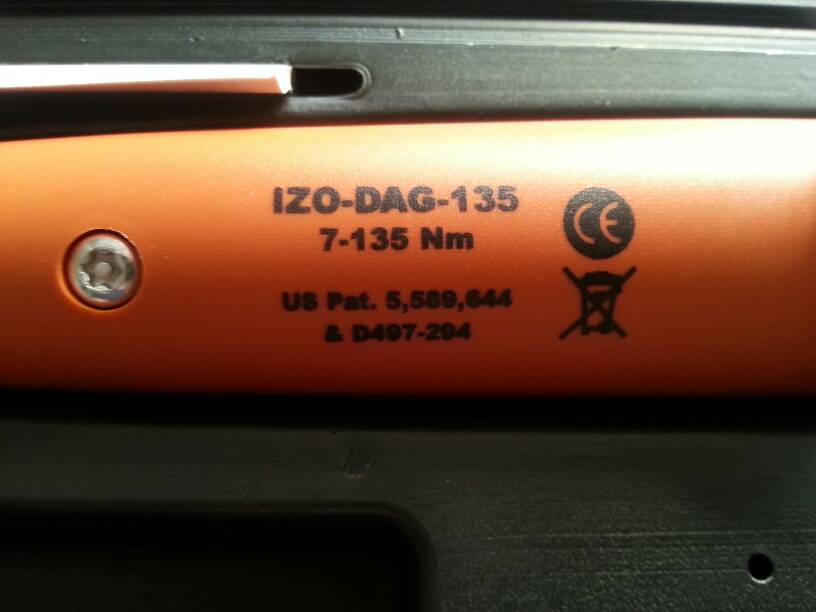 IZO-DAG-135
7-135 Nm
CE
US Pat. 5,589,644
& D497-294